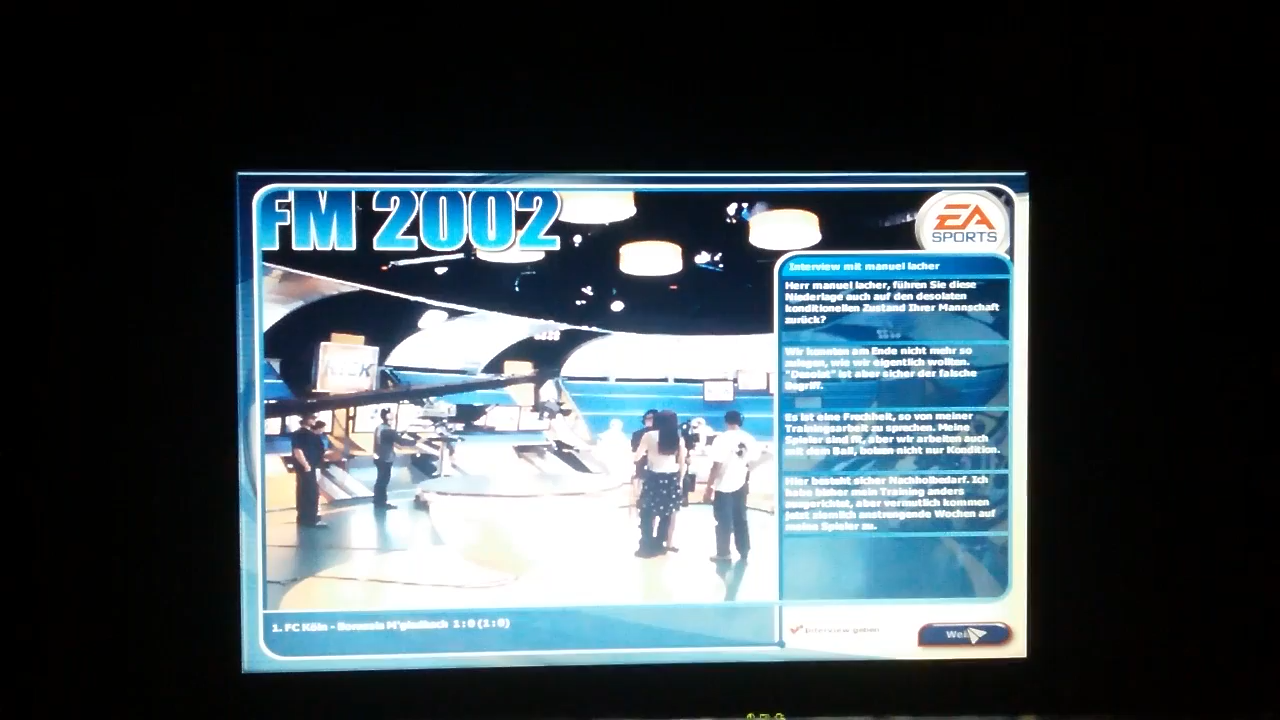 FM 2002
EA
SPORTS
Interview mit manuel lacher
Herr manuel lacher, führen Sie diese
Niederlage auch auf den desolaten
konditionellen Zustand Ihrer Mannschaft
zurück?
Wir konnten am Ende nicht mehr so
zulegen, wie wir eigentlich wollten.
"Desolat" ist aber sicher der falsche
Begriff.
Es ist eine Frechheit, so von meiner
Trainingsarbeit zu sprechen. Meine
Spieler sind fit, aber wir arbeiten auch
mit dem Ball, bolzen nicht nur Kondition.
Hier besteht sicher Nachholbedarf. Ich
habe bisher mein Training anders
ausgerichtet, aber vermutlich kommen
jetzt ziemlich anstrengende Wochen auf
meine Spieler zu.
KICK
1. FC Köln - Borussia M'gladbach 1:0 (1:0)
Interview geben